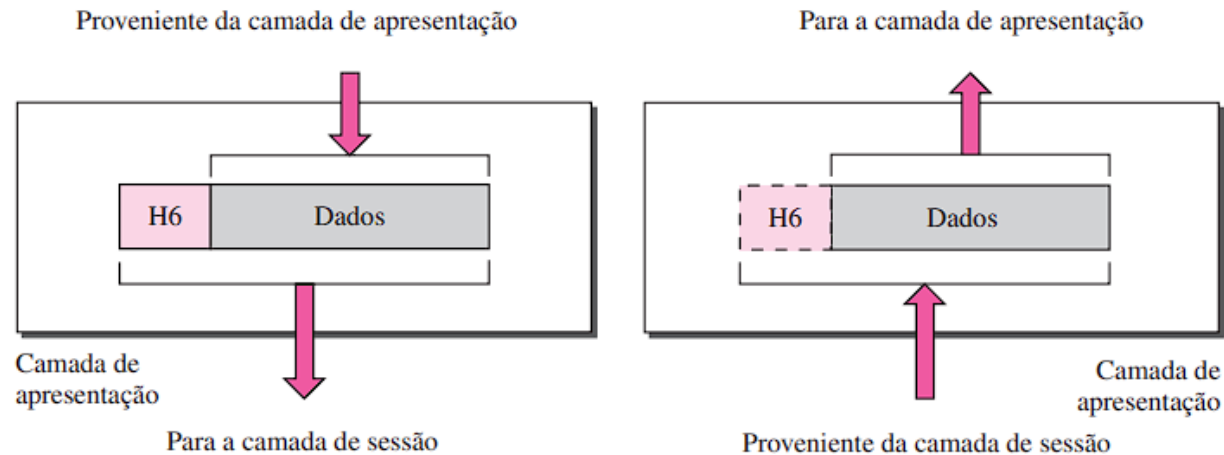 Proveniente da camada de apresentação
H6
Dados
Camada de
apresentação
Para a camada de sessão
Para a camada de apresentação
H6
Dados
Camada de
apresentação
Proveniente da camada de sessão